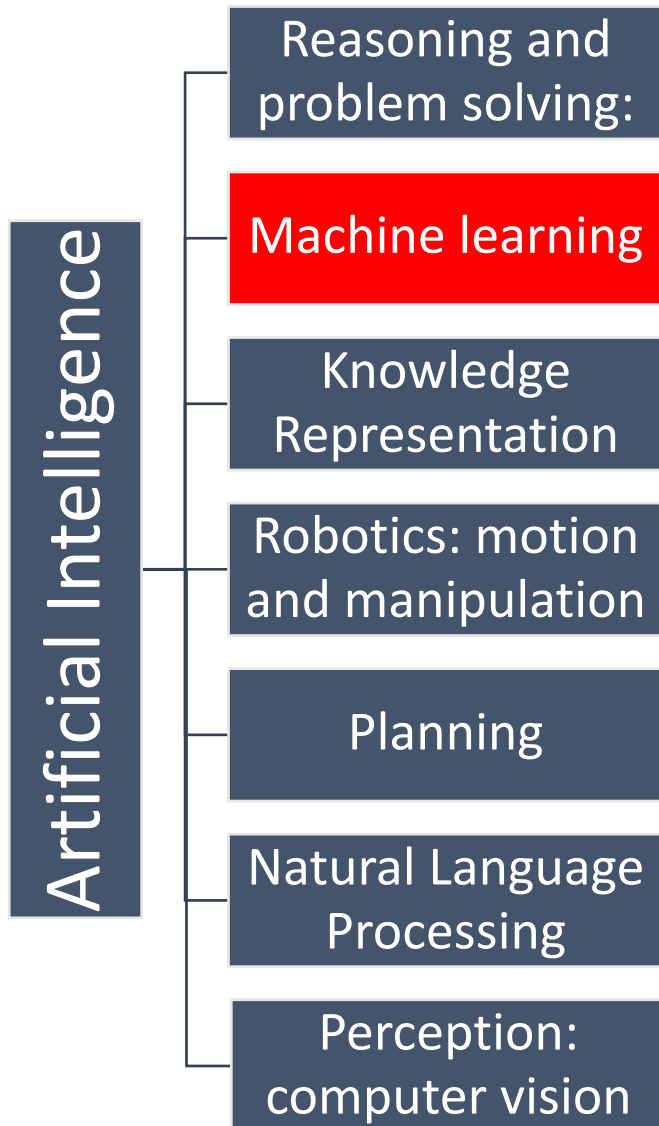 Artificial Intelligence
Reasoning and
problem solving:
Machine learning
Knowledge
Representation
Robotics: motion
and manipulation
Planning
Natural Language
Processing
Perception:
computer vision